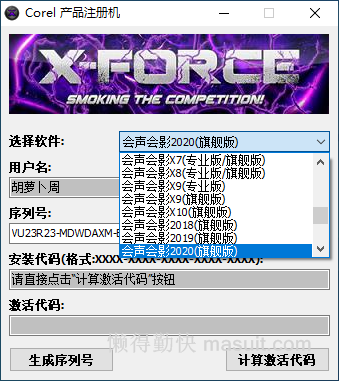 Corel 产品注册机
X-FORCE
SMOKING THE COMPETITION!
选择软件:
会声会影2020(旗舰版)
会声会影X7(专业版/旗舰版)
会声会影X8(专业版/旗舰版)
会声会影X9(专业版)
会声会影X9(旗舰版)
会声会影X10(旗舰版)
会声会影2018(旗舰版)
会声会影2019(旗舰版)
会声会影2020(旗舰版)
用户名:
胡萝卜周
序列号:
VU23R23-MDWDAXM-
安装代码(格式:XXXX-XXXX-XXXX-XXXX-XXXX):
请直接点击"计算激活代码"按钮
激活代码:
懒得勤快 masuit.com
生成序列号
计算激活代码